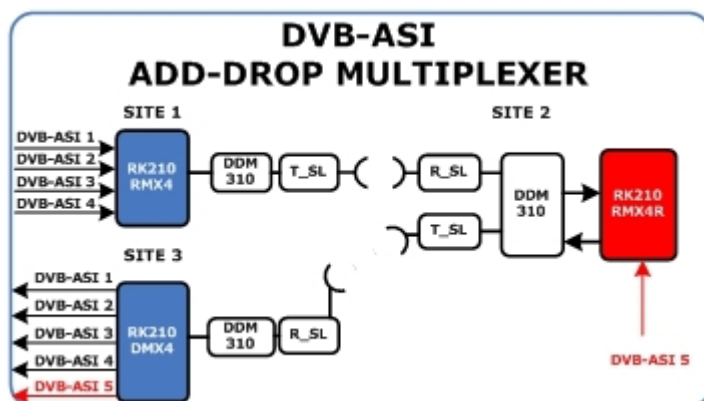 DVB-ASI
ADD-DROP MULTIPLEXER
SITE 1
SITE 2
DVB-ASI 1
DVB-ASI 2
DVB-ASI 3
DVB-ASI 4
RK210
RMX4
DDM
310
T_SL
R_SL
T_SL
DDM
310
RK210
RMX4R
DVB-ASI 5
SITE 3
DVB-ASI 1
DVB-ASI 2
DVB-ASI 3
DVB-ASI 4
DVB-ASI 5
RK210
DMX4
DDM
310
R_SL